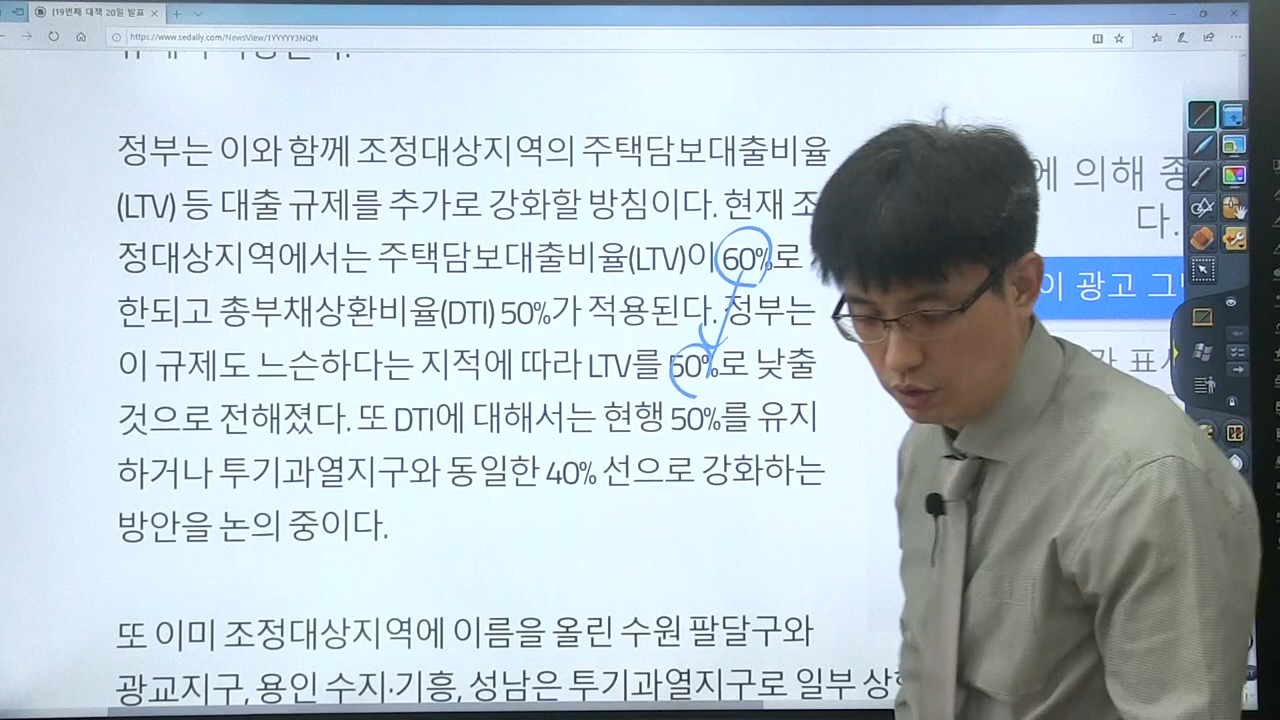 [19번째 대책 20일 발표
https://www.sedaily.com/NewsView/1YYYYY3NQN
정부는 이와 함께 조정대상지역의 주택담보대출비율
(LTV) 등 대출 규제를 추가로 강화할 방침이다. 현재 조
정대상지역에서는 주택담보대출비율(LTV)이 60%로
한되고 총부채상환비율(DTI) 50%가 적용된다. 정부는
이 규제도 느슨하다는 지적에 따라 LTV를 50%로 낮출
것으로 전해졌다. 또 DTI에 대해서는 현행 50%를 유지
하거나 투기과열지구와 동일한 40% 선으로 강화하는
방안을 논의 중이다.
또 이미 조정대상지역에 이름을 올린 수원 팔달구와
광교지구, 용인 수지·기흥, 성남은 투기과열지구로 일부
에 의해
다.
이 광고